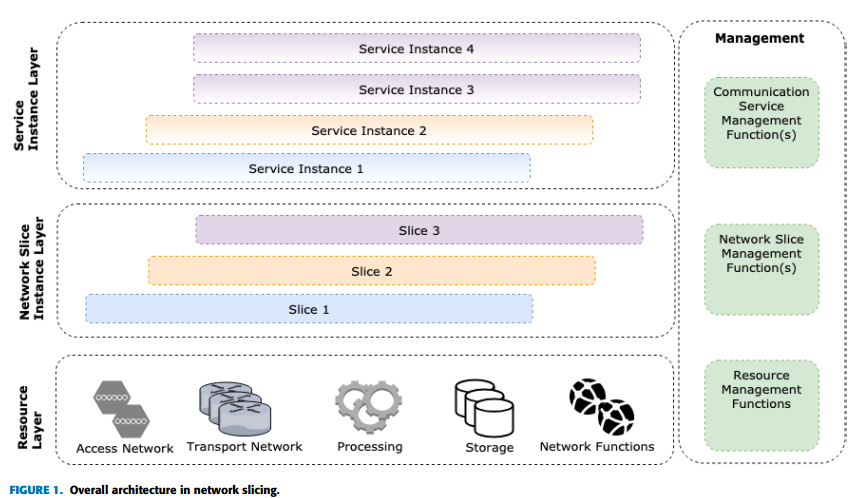 Service
Instance Layer
Service Instance 4
Service Instance 3
Service Instance 2
Service Instance 1
Network Slice
Instance Layer
Slice 3
Slice 2
Slice 1
Resource
Layer
Access Network
Transport Network
Processing
Storage
Network Functions
Management
Communication
Service
Management
Function(s)
Network Slice
Management
Function(s)
Resource
Management
Functions
FIGURE 1. Overall architecture in network slicing.